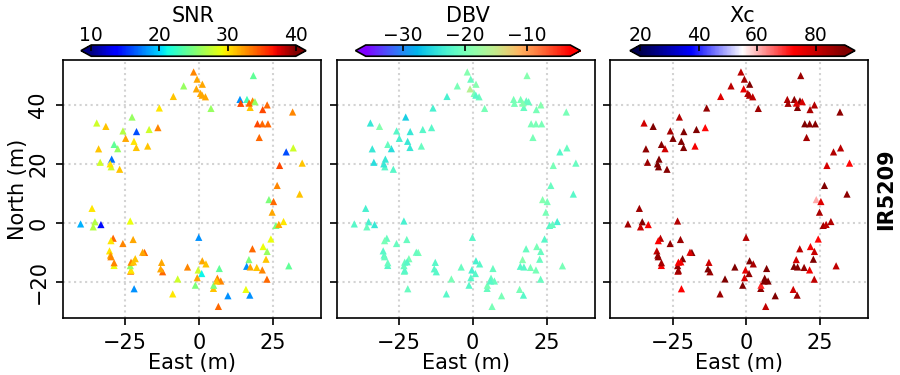 SNR DBV Xc
10 20 30 40 −30 −20 −10 20 40 60 80
40
20
0
−20
North (m)
IR5209
−25 0 25 −25 0 25 −25 0 25
East (m) East (m) East (m)